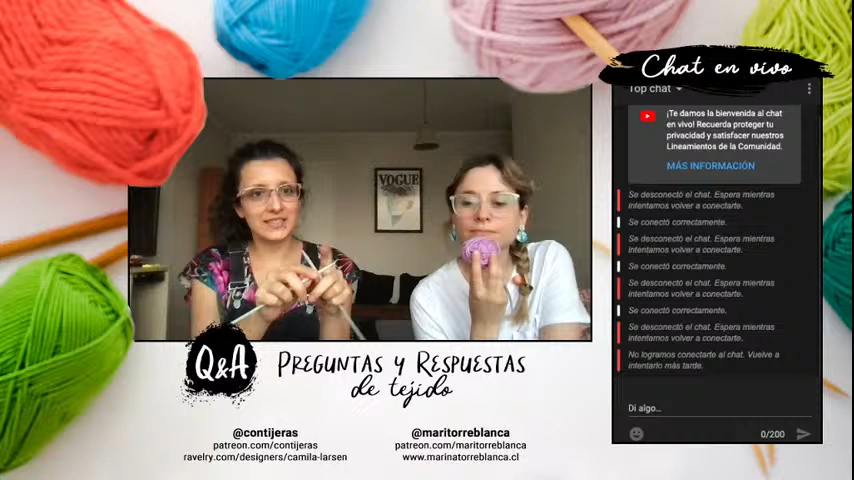 Chat en vivo
Top chat
¡Te damos la bienvenida al chat
en vivo! Recuerda proteger tu
privacidad y satisfacer nuestros
Lineamientos de la Comunidad.
MÁS INFORMACIÓN
Se desconectó el chat. Espera mientras
intentamos volver a conectarte.
Se conectó correctamente.
Se desconectó el chat. Espera mientras
intentamos volver a conectarte.
Se conectó correctamente.
Se desconectó el chat. Espera mientras
intentamos volver a conectarte.
Se conectó correctamente.
Se desconectó el chat. Espera mientras
intentamos volver a conectarte.
No logramos conectarte al chat. Vuelve a
intentarlo más tarde.
Di algo...
0/200
VOGUE
Q&A
PREGUNTAS Y RESPUESTAS
de tejido
@contijeras
patreon.com/contijeras
ravelry.com/designers/camila-larsen
@maritorreblanca
patreon.com/maritorreblanca
www.marinatorreblanca.cl